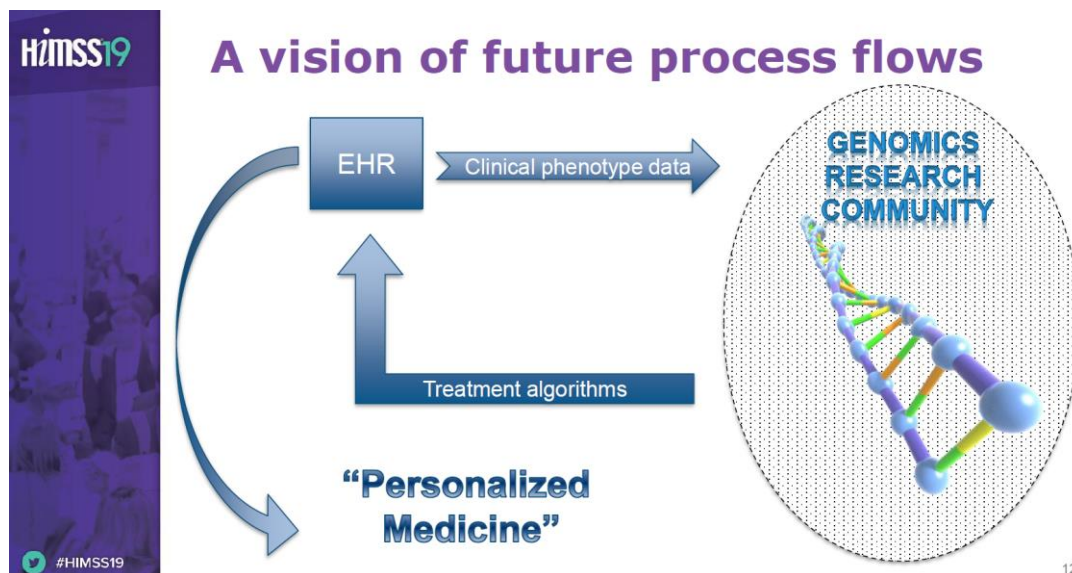 HiMSS19
A vision of future process flows
EHR
Clinical phenotype data
GENOMICS
RESEARCH
COMMUNITY
Treatment algorithms
“Personalized
Medicine”
#HIMSS19